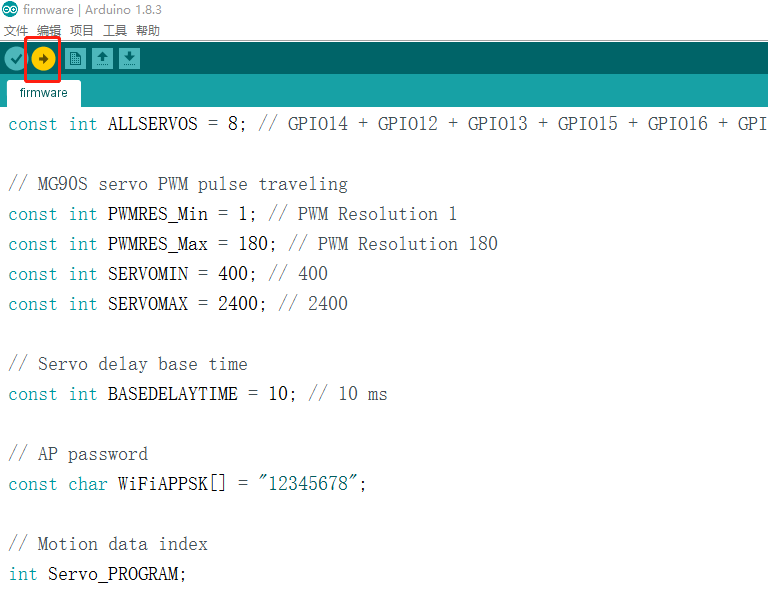 firmware | Arduino 1.8.3
文件 编辑 项目 工具 帮助
firmware
const int ALLSERVOS = 8; // GPIO14 + GPIO12 + GPIO13 + GPIO15 + GPIO16 + GPI
// MG90S servo PWM pulse traveling
const int PWMRES_Min = 1; // PWM Resolution 1
const int PWMRES_Max = 180; // PWM Resolution 180
const int SERVOMIN = 400; // 400
const int SERVOMAX = 2400; // 2400
// Servo delay base time
const int BASEDELAYTIME = 10; // 10 ms
// AP password
const char WiFiAPPSK[] = "12345678";
// Motion data index
int Servo_PROGRAM;